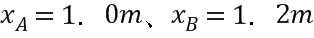 x_A = 1. 0m、x_B = 1. 2m